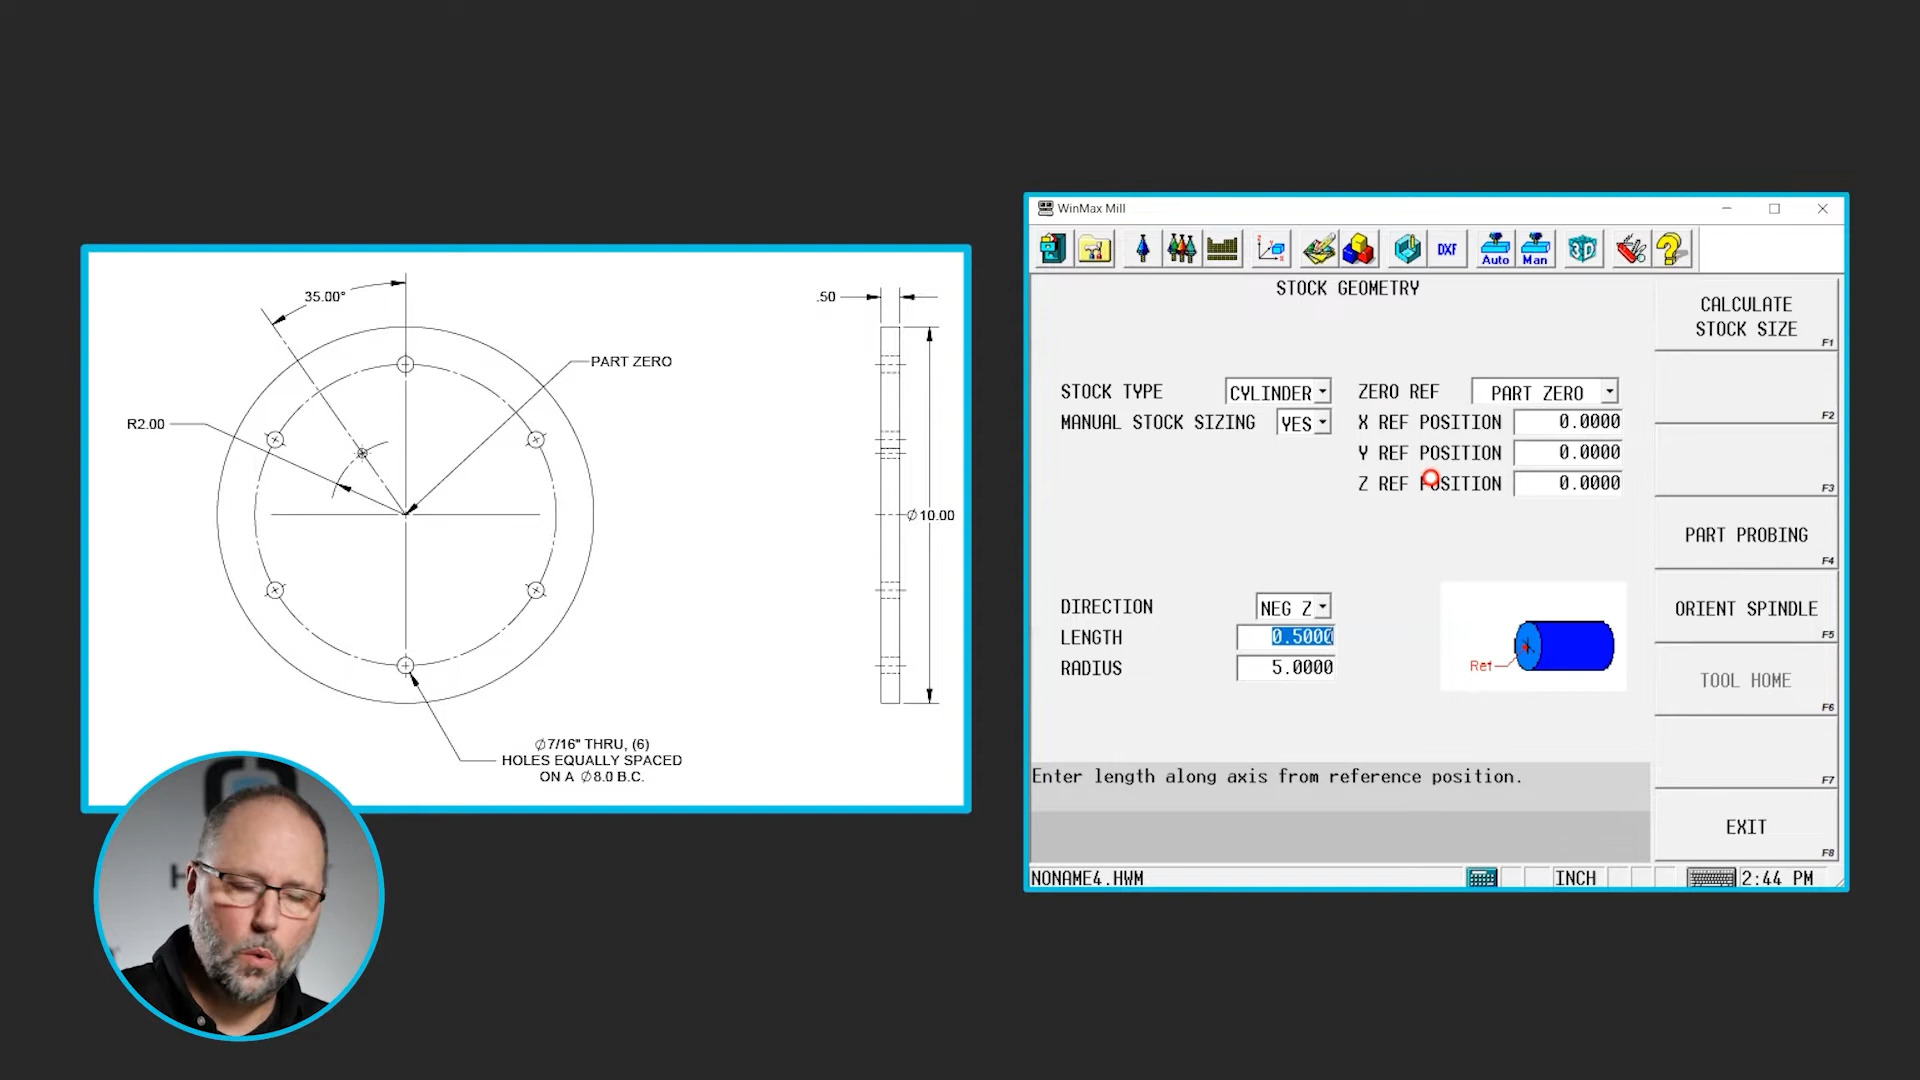 35.00°
.50
PART ZERO
R2.00
∅10.00
∅7/16" THRU, (6)
HOLES EQUALLY SPACED
ON A ∅8.0 B.C.
WinMax Mill
DXF
Auto
Man
3D
STOCK GEOMETRY
STOCK TYPE CYLINDER ZERO REF PART ZERO
MANUAL STOCK SIZING YES X REF POSITION 0.0000
Y REF POSITION 0.0000
Z REF POSITION 0.0000
DIRECTION NEG Z
LENGTH 0.5000
RADIUS 5.0000
Ref
Enter length along axis from reference position.
CALCULATE
STOCK SIZE
F1
F2
F3
PART PROBING
F4
ORIENT SPINDLE
F5
TOOL HOME
F6
F7
EXIT
F8
NONAME4.HWM INCH 2:44 PM